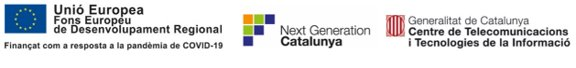 Unió Europea
Fons Europeu
de Desenvolupament Regional
Finançat com a resposta a la pandèmia de COVID-19
Next Generation
Catalunya
Generalitat de Catalunya
Centre de Telecomunicacions
i Tecnologies de la Informació